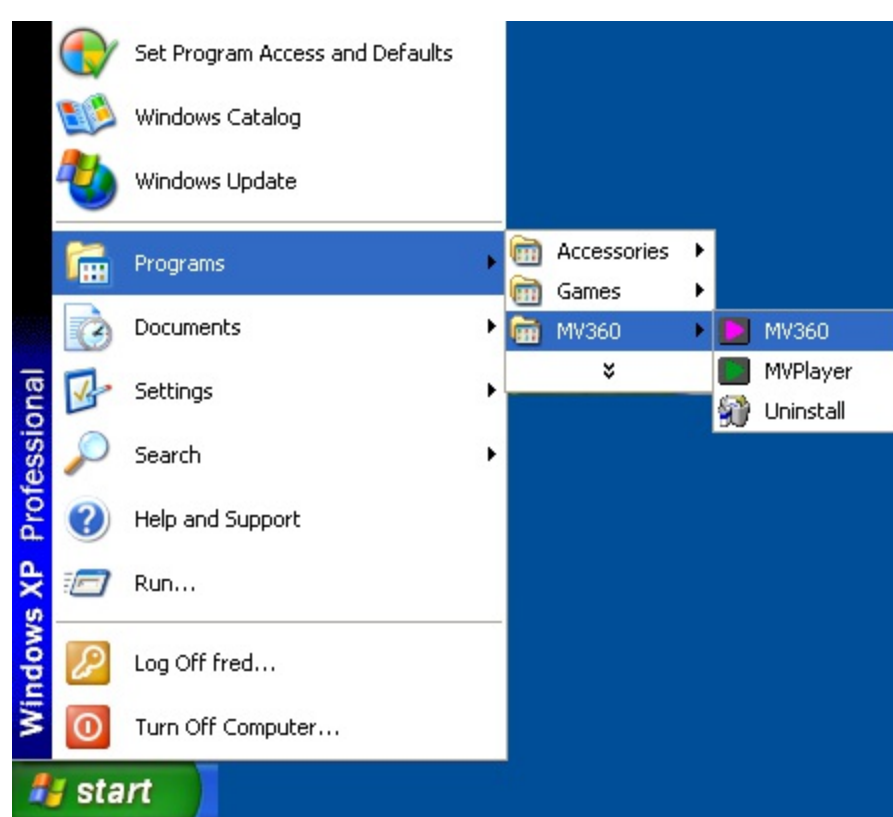 Set Program Access and Defaults
Windows Catalog
Windows Update
Programs
Documents
Settings
Search
Help and Support
Run...
Log Off fred...
Turn Off Computer...
Accessories
Games
MV360
MV360
MVPlayer
Uninstall
Windows XP Professional
start